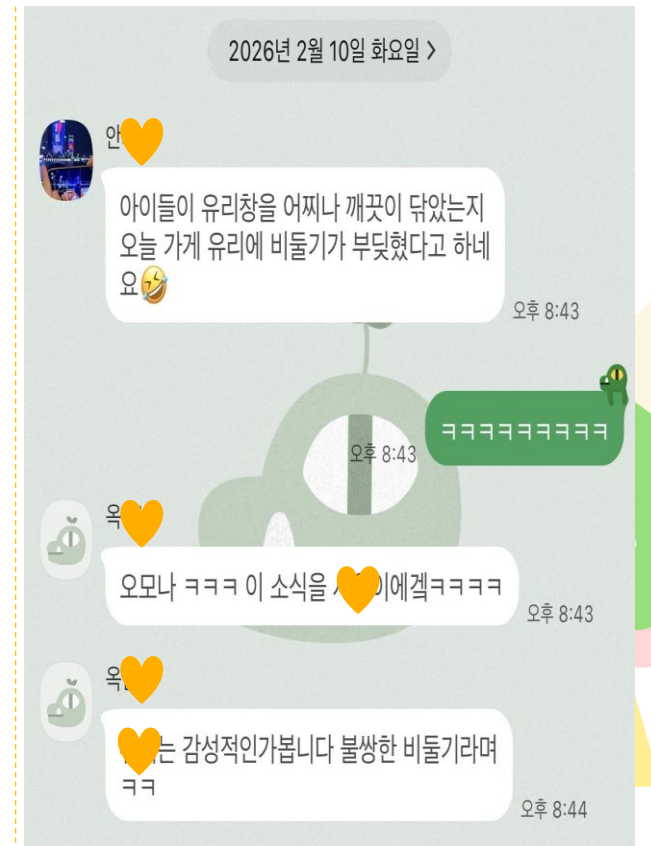 2026년 2월 10일 화요일 >
안
아이들이 유리창을 어찌나 깨끗이 닦았는지
오늘 가게 유리에 비둘기가 부딪혔다고 하네
요🤣
오후 8:43
ㅋㅋㅋㅋㅋㅋㅋㅋㅋ
오후 8:43
옥
오모나 ㅋㅋㅋ 이 소식을 이에겤ㅋㅋㅋㅋ
오후 8:43
옥
는 감성적인가봅니다 불쌍한 비둘기라며
ㅋㅋ
오후 8:44